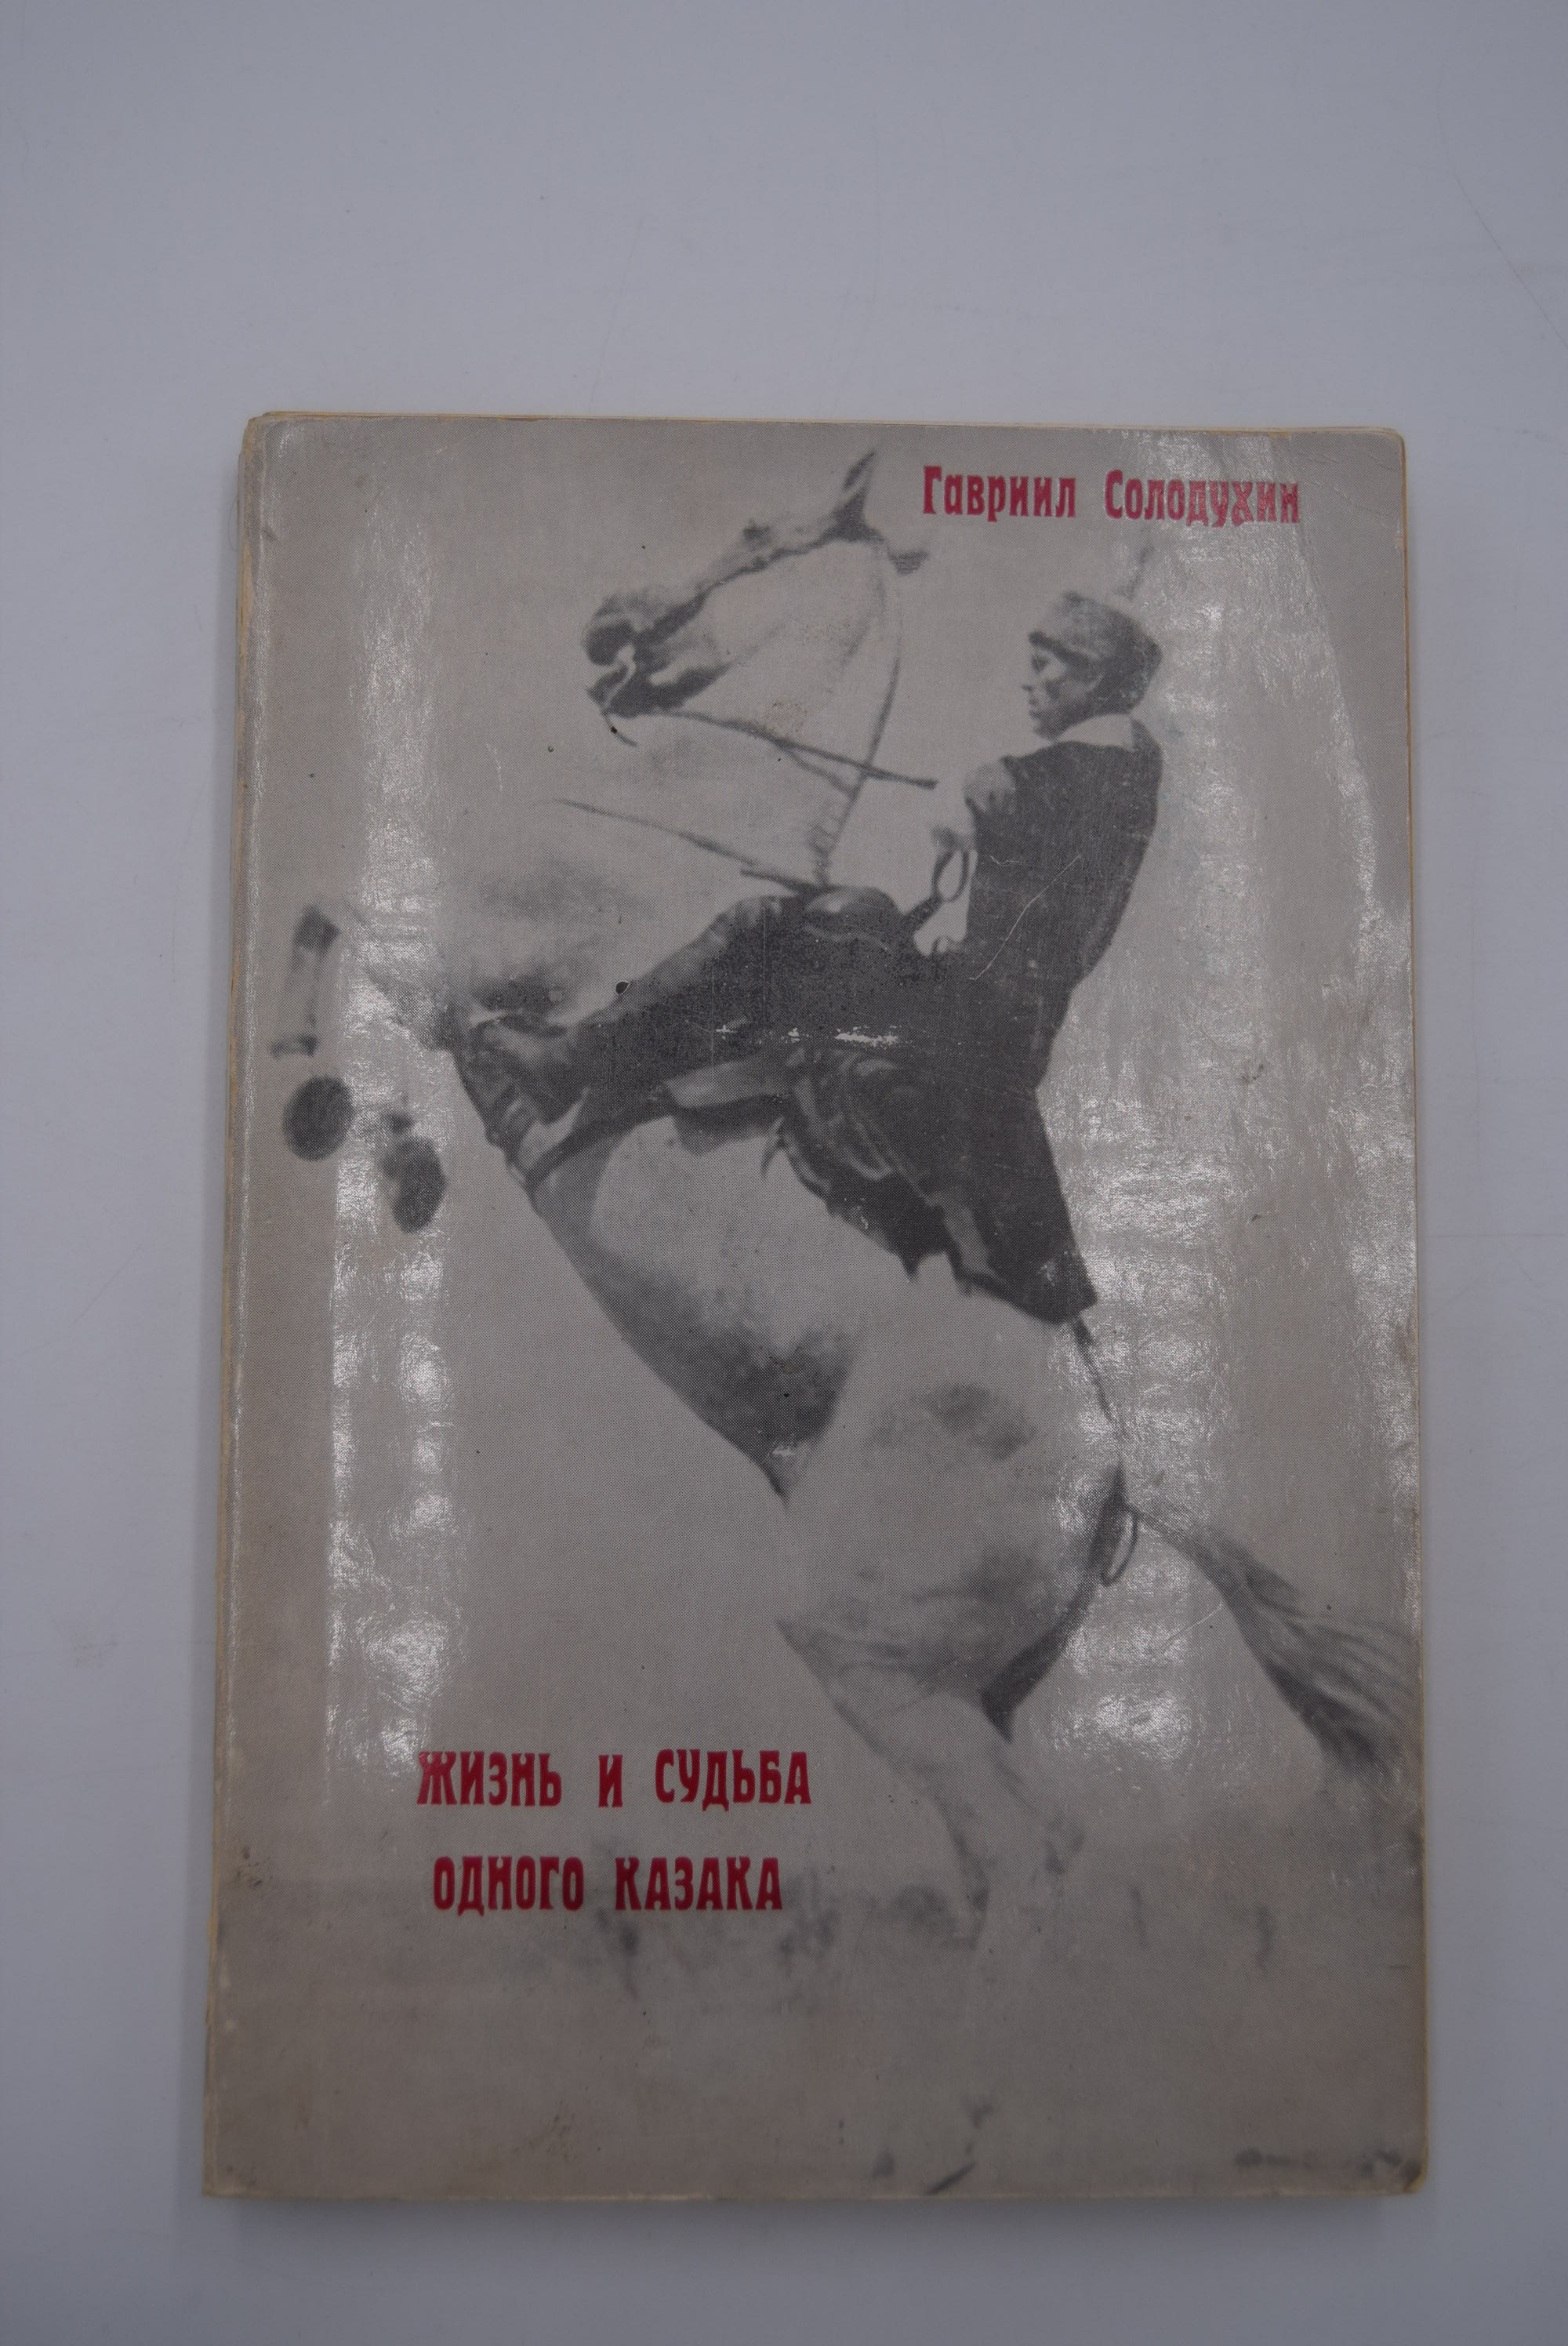 Гавриил Солодухин
ЖИЗНЬ И СУДЬБА
ОДНОГО КАЗАКА